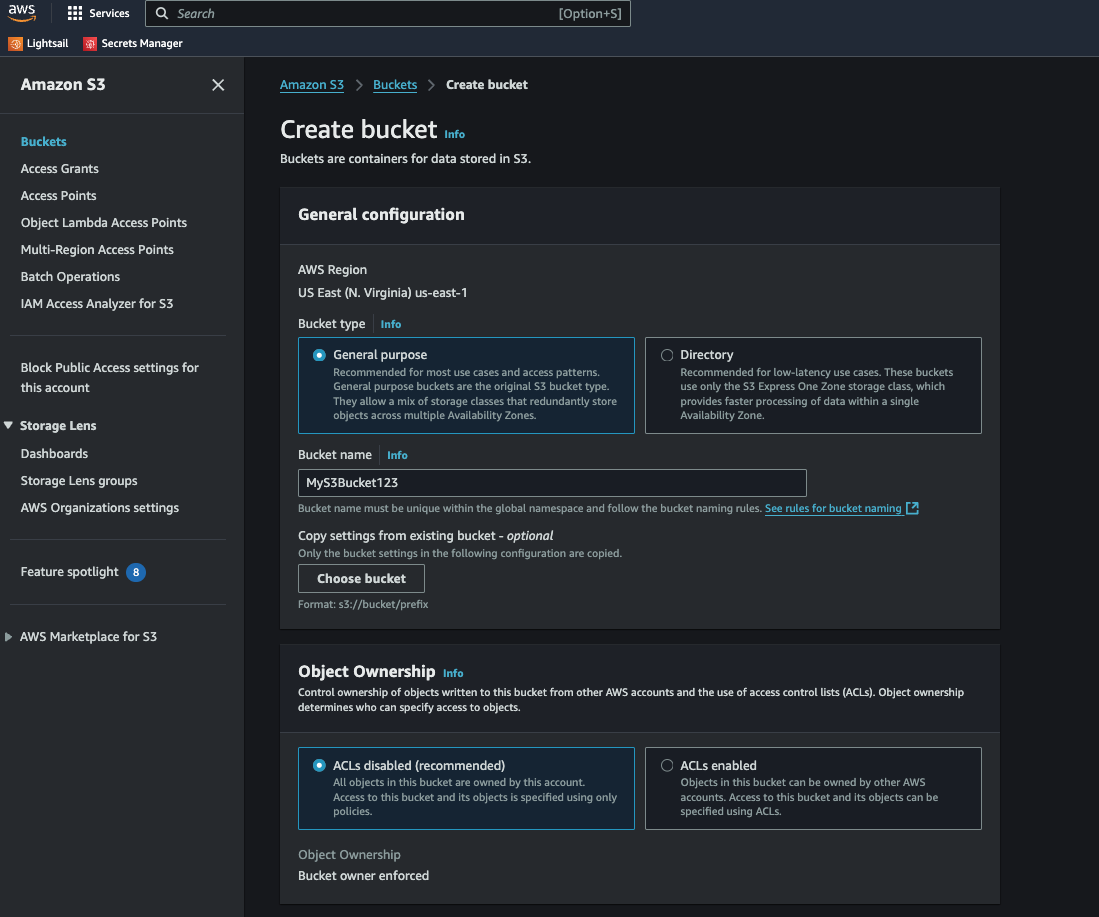 aws
Services
Search
[Option+S]
Lightsail
Secrets Manager
Amazon S3
Buckets
Access Grants
Access Points
Object Lambda Access Points
Multi-Region Access Points
Batch Operations
IAM Access Analyzer for S3
Block Public Access settings for
this account
Storage Lens
Dashboards
Storage Lens groups
AWS Organizations settings
Feature spotlight 8
AWS Marketplace for S3
Amazon S3 > Buckets > Create bucket
Create bucket Info
Buckets are containers for data stored in S3.
General configuration
AWS Region
US East (N. Virginia) us-east-1
Bucket type Info
General purpose
Recommended for most use cases and access patterns.
General purpose buckets are the original S3 bucket type.
They allow a mix of storage classes that redundantly store
objects across multiple Availability Zones.
Directory
Recommended for low-latency use cases. These buckets
use only the S3 Express One Zone storage class, which
provides faster processing of data within a single
Availability Zone.
Bucket name Info
MyS3Bucket123
Bucket name must be unique within the global namespace and follow the bucket naming rules. See rules for bucket naming
Copy settings from existing bucket - optional
Only the bucket settings in the following configuration are copied.
Choose bucket
Format: s3://bucket/prefix
Object Ownership Info
Control ownership of objects written to this bucket from other AWS accounts and the use of access control lists (ACLs). Object ownership
determines who can specify access to objects.
ACLs disabled (recommended)
All objects in this bucket are owned by this account.
Access to this bucket and its objects is specified using only
policies.
ACLs enabled
Objects in this bucket can be owned by other AWS
accounts. Access to this bucket and its objects can be
specified using ACLs.
Object Ownership
Bucket owner enforced